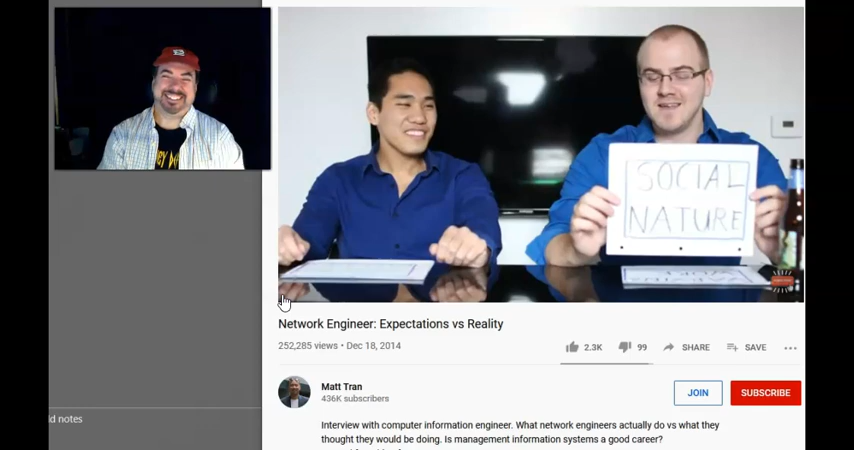 SOCIAL
NATURE
Network Engineer: Expectations vs Reality
252,285 views • Dec 18, 2014
2.3K
99
SHARE
SAVE
Matt Tran
436K subscribers
JOIN
SUBSCRIBE
Interview with computer information engineer. What network engineers actually do vs what they
thought they would be doing. Is management information systems a good career?
d notes